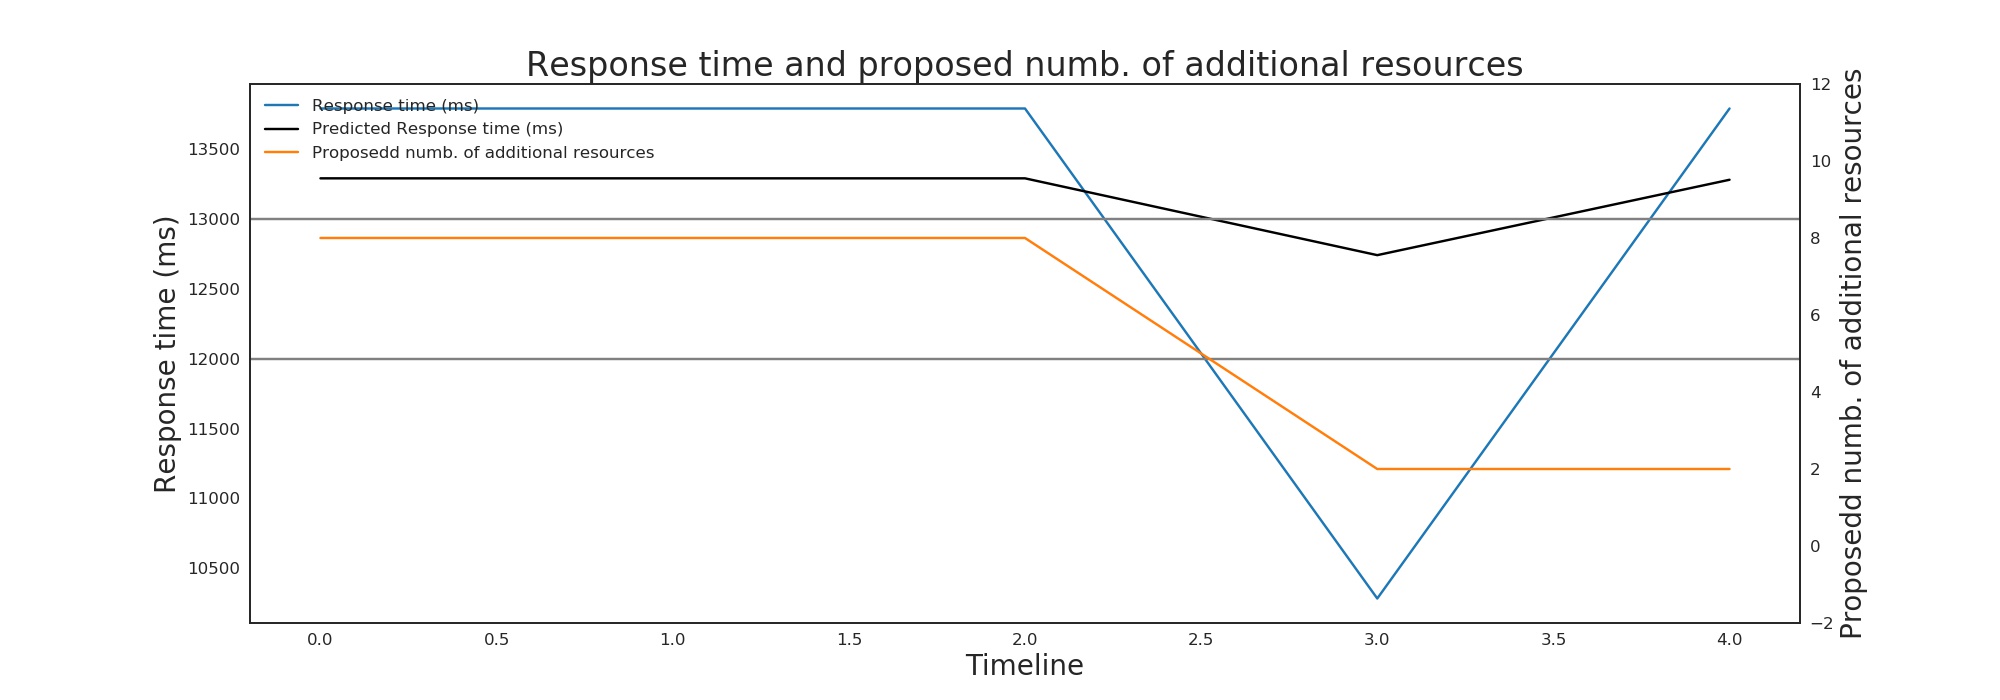 Response time and proposed numb. of additional resources
Response time (ms)
Predicted Response time (ms)
Proposedd numb. of additional resources
Response time (ms)
13500
13000
12500
12000
11500
11000
10500
12
10
8
6
4
2
0
−2
Proposedd numb. of additional resources
0.0 0.5 1.0 1.5 2.0 2.5 3.0 3.5 4.0
Timeline